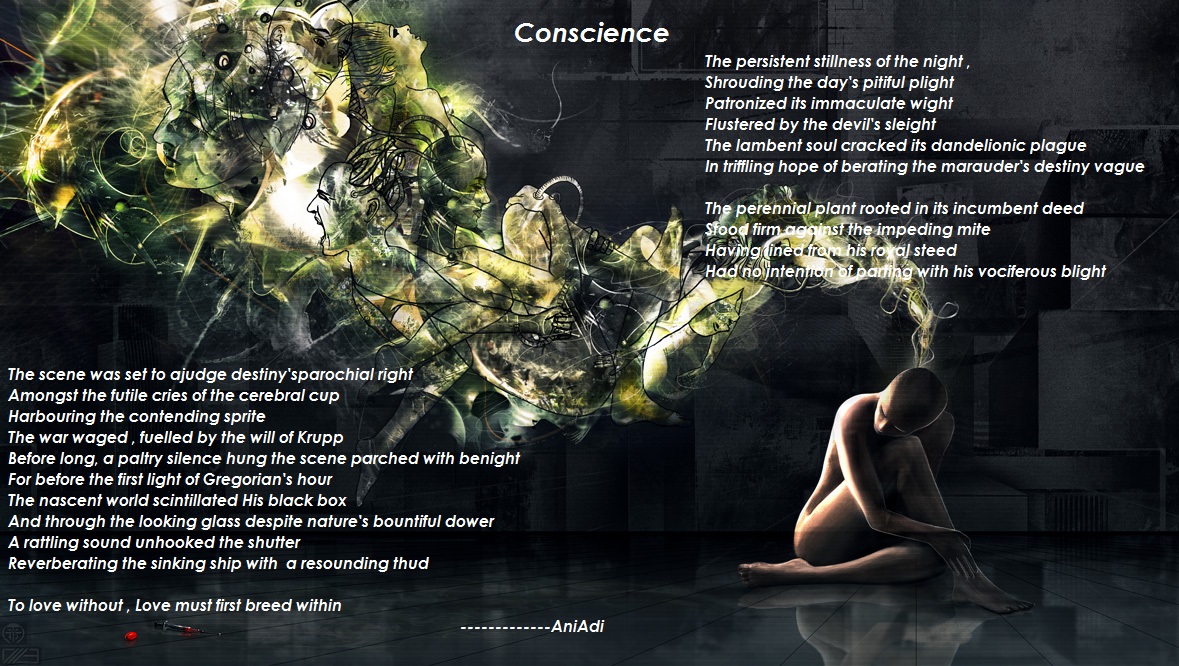 Conscience
The persistent stillness of the night ,
Shrouding the day's pitiful plight
Patronized its immaculate wight
Flustered by the devil's sleight
The lambent soul cracked its dandelionic plague
In triffling hope of berating the marauder's destiny vague
The perennial plant rooted in its incumbent deed
Stood firm against the impeding mite
Having lined from his royal steed
Had no intention of parting with his vociferous blight
The scene was set to ajudge destiny'sparochial right
Amongst the futile cries of the cerebral cup
Harbouring the contending sprite
The war waged , fuelled by the will of Krupp
Before long, a paltry silence hung the scene parched with benight
For before the first light of Gregorian's hour
The nascent world scintillated His black box
And through the looking glass despite nature's bountiful dower
A rattling sound unhooked the shutter
Reverberating the sinking ship with  a resounding thud
To love without , Love must first breed within
-------------AniAdi